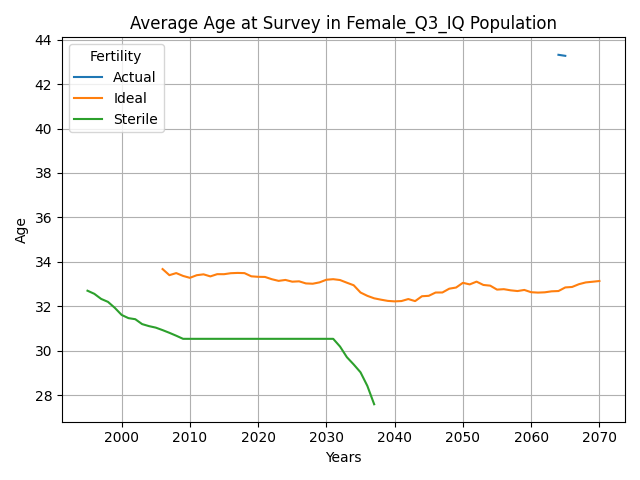 Average Age at Survey in Female_Q3_IQ Population
44
42
40
38
36
34
32
30
28
Age
Fertility
Actual
Ideal
Sterile
2000 2010 2020 2030 2040 2050 2060 2070
Years